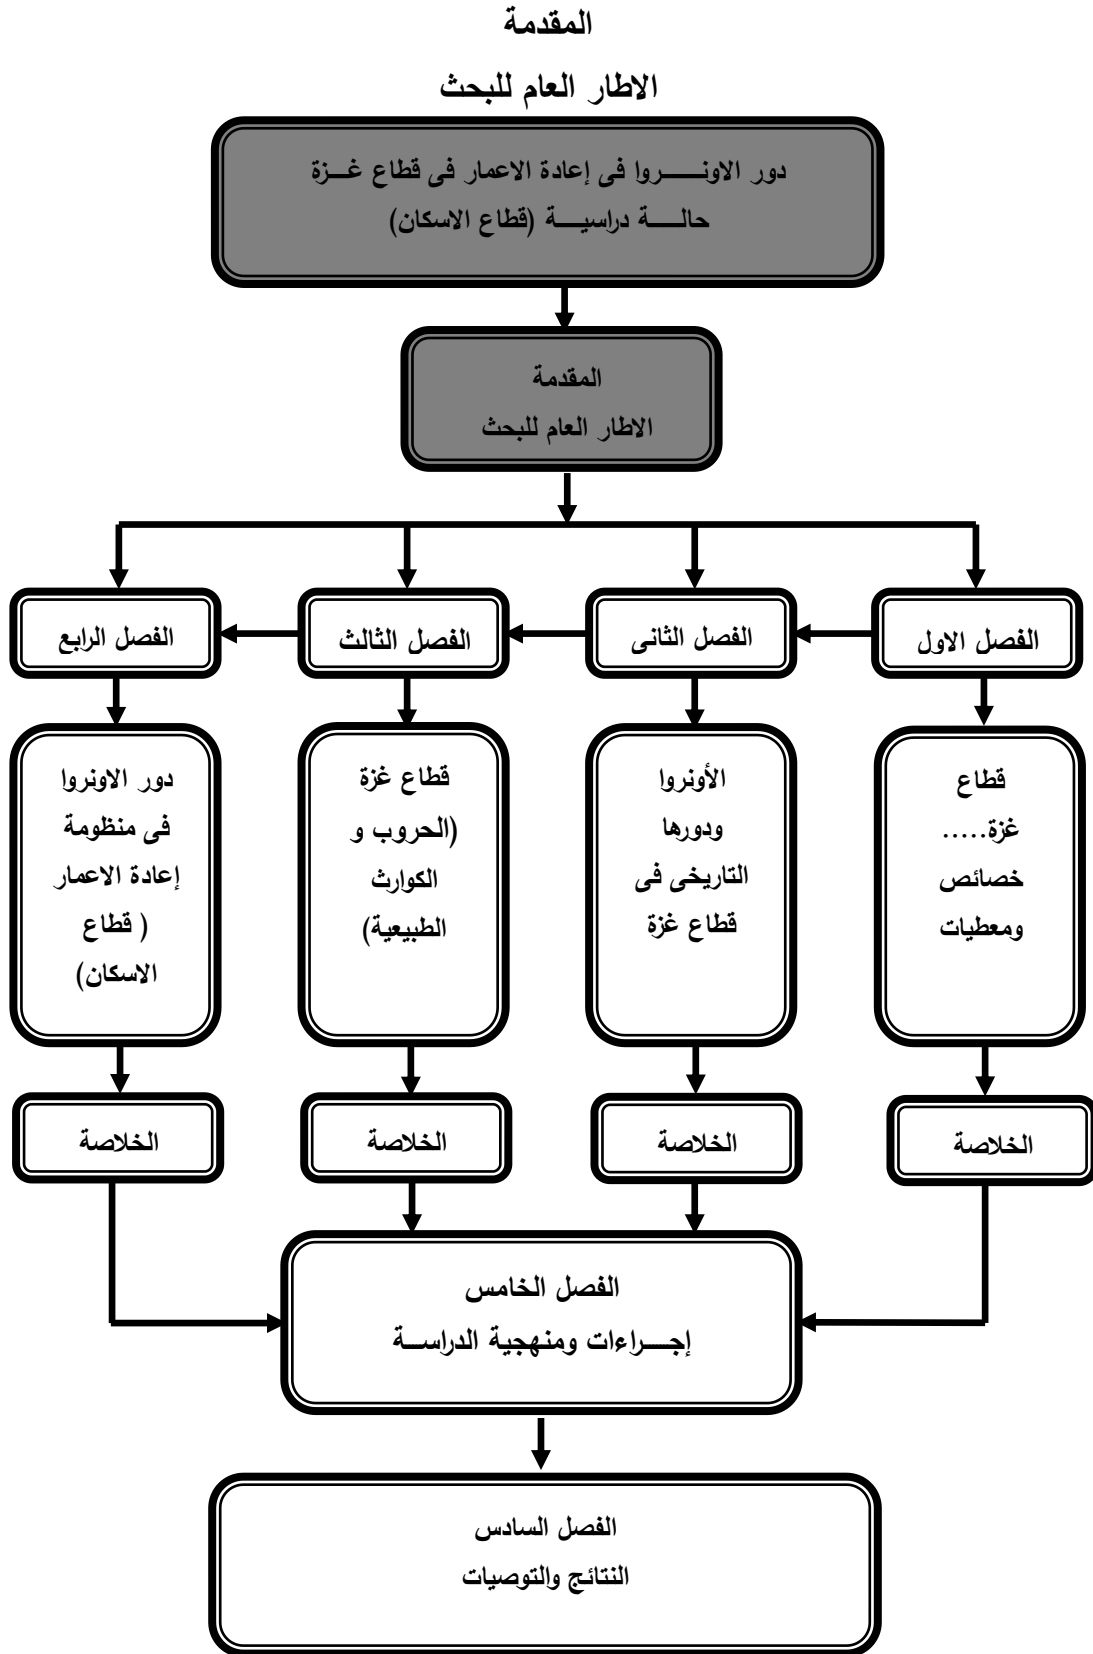 المقدمة
الاطار العام للبحث
دور الاونـــــروا فى إعادة الاعمار فى قطاع غـــزة
حالـــــة دراسيــــة (قطاع الاسكان)
المقدمة
الاطار العام للبحث
الفصل الاول
الفصل الثانى
الفصل الثالث
الفصل الرابع
قطاع
غزة.....
خصائص
ومعطيات
الأونروا
ودورها
التاريخى فى
قطاع غزة
قطاع غزة
(الحروب و
الكوارث
الطبيعية)
دور الاونروا
فى منظومة
إعادة الاعمار
( قطاع
الاسكان)
الخلاصة
الخلاصة
الخلاصة
الخلاصة
الفصل الخامس
إجــــراءات ومنهجية الدراســـة
الفصل السادس
النتائج والتوصيات